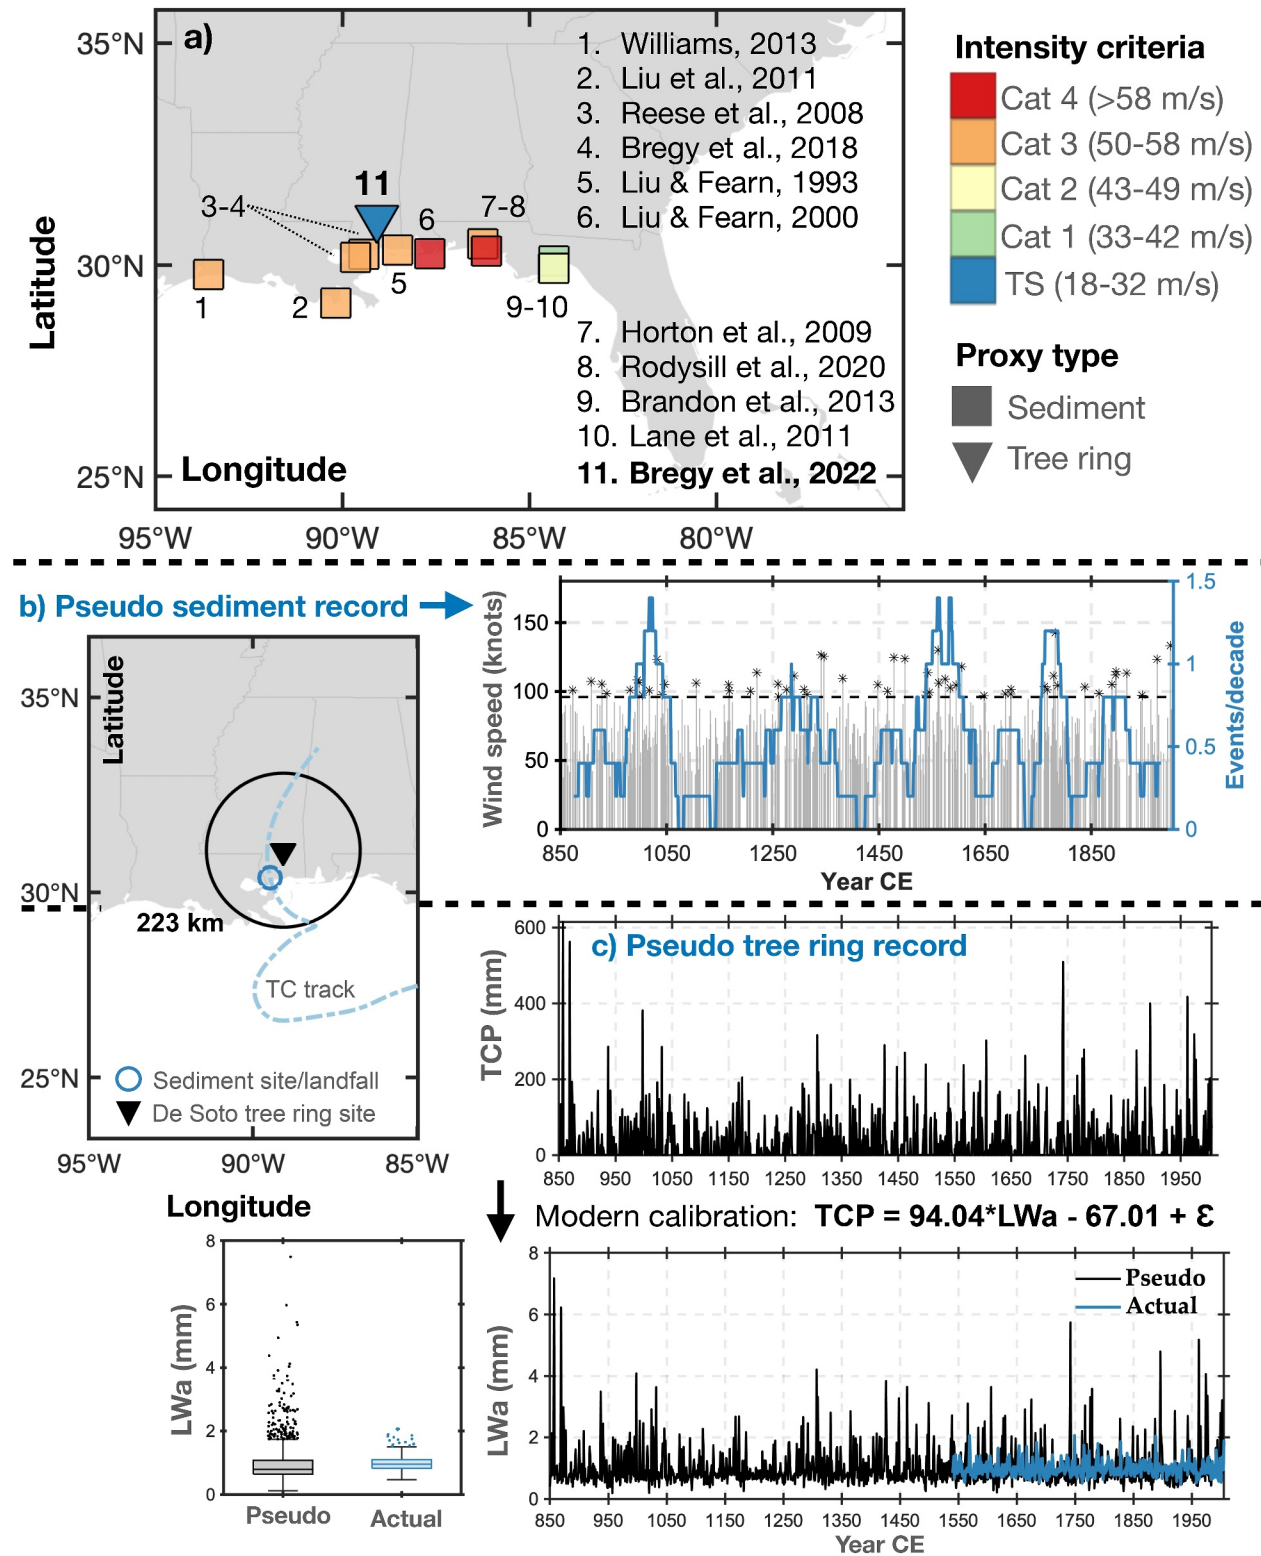 a)
35°N
30°N
25°N
Latitude
Longitude
95°W
90°W
85°W
80°W
1. Williams, 2013
2. Liu et al., 2011
3. Reese et al., 2008
4. Bregy et al., 2018
5. Liu & Fearn, 1993
6. Liu & Fearn, 2000
7. Horton et al., 2009
8. Rodysill et al., 2020
9. Brandon et al., 2013
10. Lane et al., 2011
11. Bregy et al., 2022
11
3-4
6
7-8
1
2
5
9-10
Intensity criteria
Cat 4 (>58 m/s)
Cat 3 (50-58 m/s)
Cat 2 (43-49 m/s)
Cat 1 (33-42 m/s)
TS (18-32 m/s)
Proxy type
Sediment
Tree ring
b) Pseudo sediment record
Latitude
35°N
30°N
25°N
223 km
TC track
Sediment site/landfall
De Soto tree ring site
95°W
90°W
85°W
Longitude
Wind speed (knots)
150
100
50
0
1.5
1
0.5
0
Events/decade
850
1050
1250
1450
1650
1850
Year CE
c) Pseudo tree ring record
TCP (mm)
600
400
200
0
850
950
1050
1150
1250
1350
1450
1550
1650
1750
1850
1950
Modern calibration: TCP = 94.04*LWa - 67.01 + Ɛ
LWa (mm)
8
6
4
2
0
Pseudo
Actual
LWa (mm)
8
6
4
2
0
Pseudo
Actual
850
950
1050
1150
1250
1350
1450
1550
1650
1750
1850
1950
Year CE